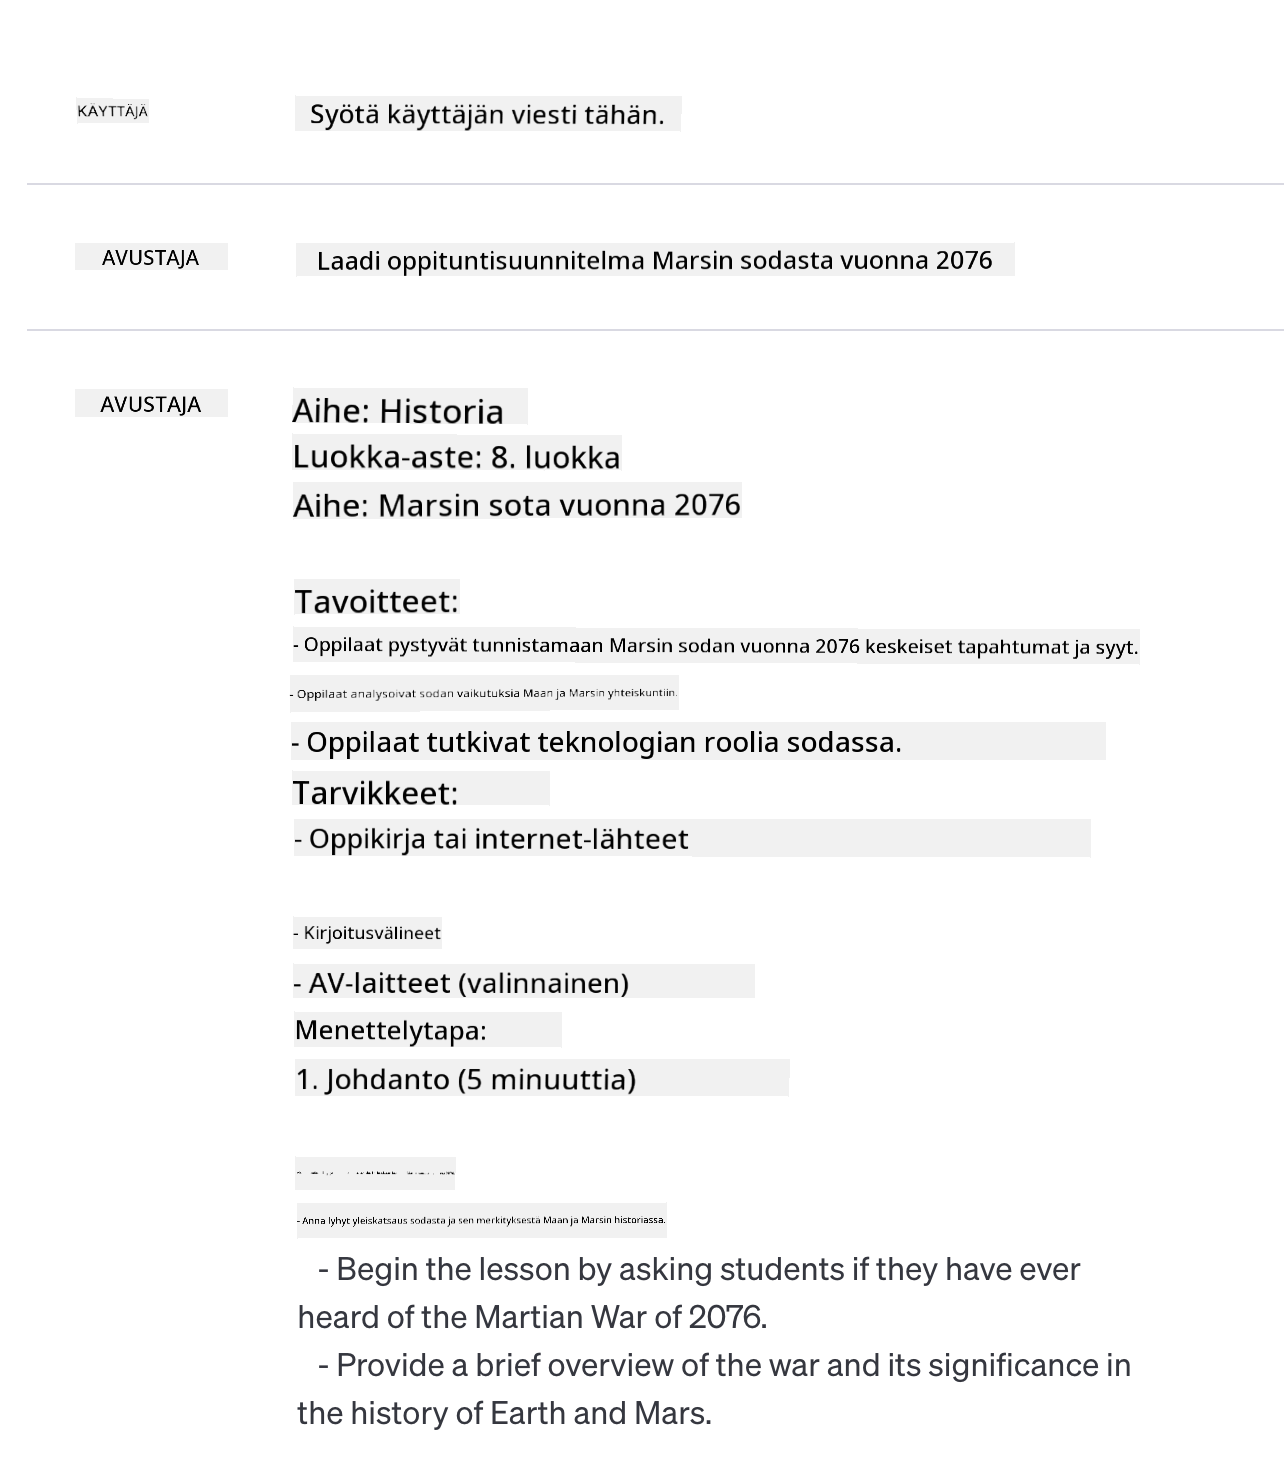 KÄYTTÄJÄ
Syötä käyttäjän viesti tähän.
AVUSTAJA
Laadi oppituntisuunnitelma Marsin sodasta vuonna 2076
AVUSTAJA
Aihe: Historia
Luokka-aste: 8. luokka
Aihe: Marsin sota vuonna 2076
Tavoitteet:
- Oppilaat pystyvät tunnistamaan Marsin sodan vuonna 2076 keskeiset tapahtumat ja syyt.
- Oppilaat analysoivat sodan vaikutuksia Maan ja Marsin yhteiskuntiin.
- Oppilaat tutkivat teknologian roolia sodassa.
Tarvikkeet:
- Oppikirja tai internet-lähteet
- Kirjoitusvälineet
- AV-laitteet (valinnainen)
Menettelytapa:
1. Johdanto (5 minuuttia)
- Anna lyhyt yleiskatsaus sodasta ja sen merkityksestä Maan ja Marsin historiassa.
- Begin the lesson by asking students if they have ever
heard of the Martian War of 2076.
- Provide a brief overview of the war and its significance in
the history of Earth and Mars.